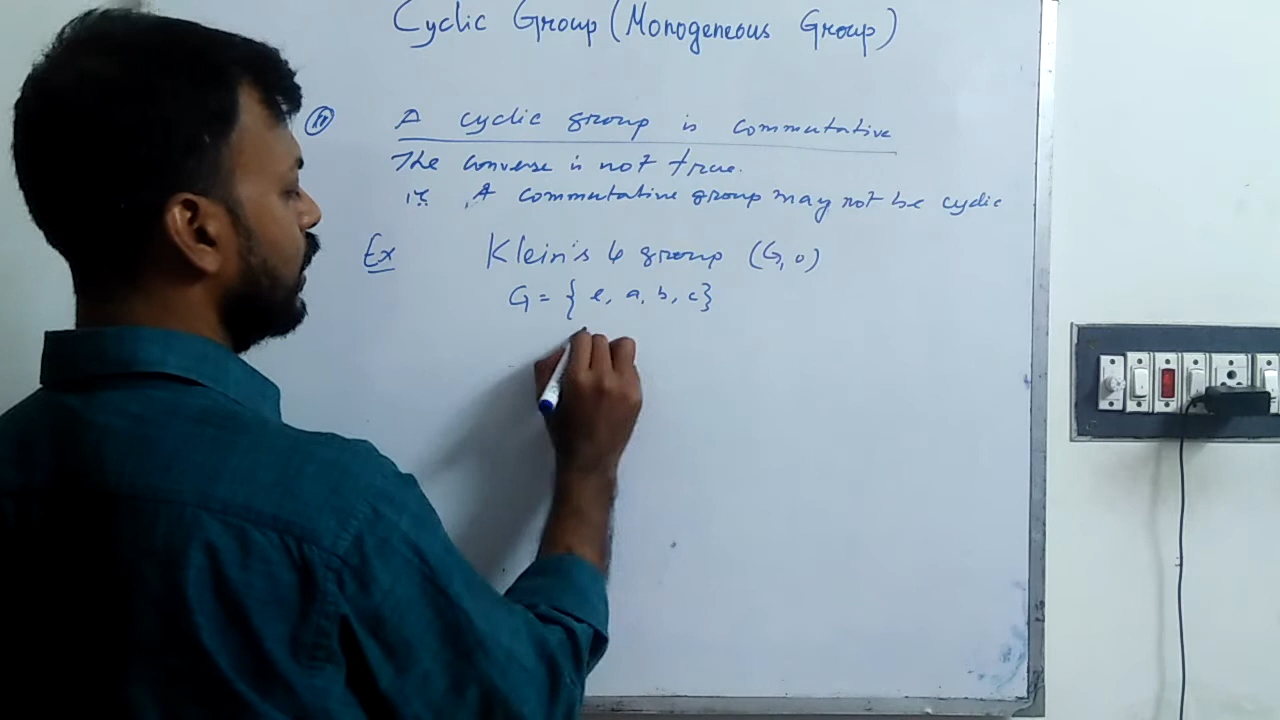 Cyclic Group (Monogeneous Group)
A cyclic group is commutative
The converse is not true.
ie, A commutative group may not be cyclic
Ex Klein's 4 group (G, o)
G = { e, a, b, c}